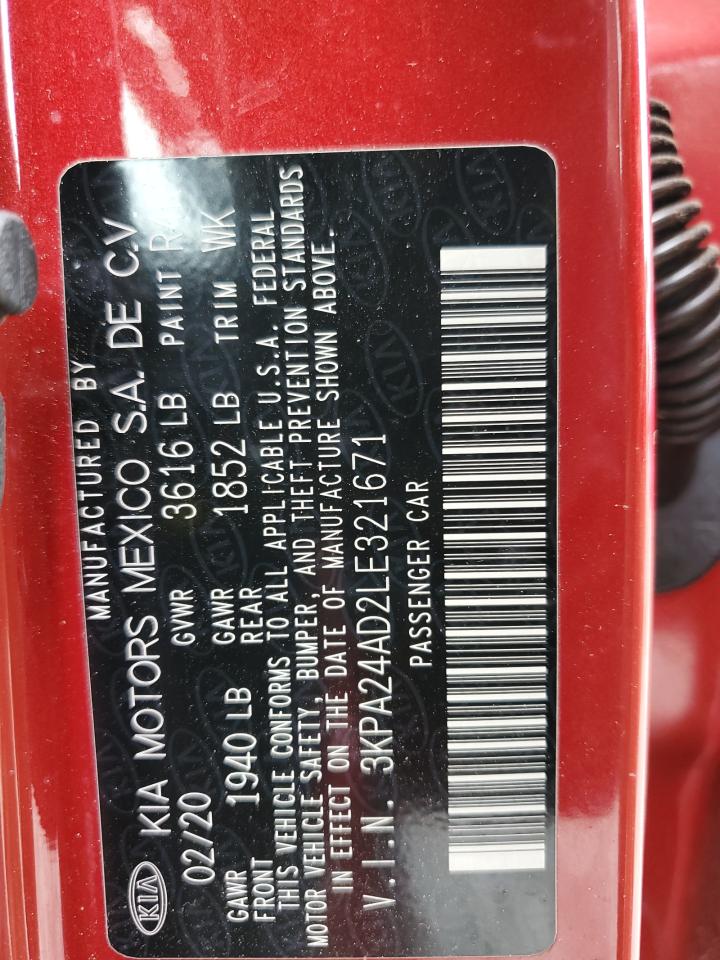 MANUFACTURED BY
KIA KIA MOTORS MEXICO S.A. DE C.V
02/20 GVWR 3616 LB PAINT
GAWR FRONT 1940 LB GAWR REAR 1852 LB TRIM WK
THIS VEHICLE CONFORMS TO ALL APPLICABLE U.S.A. FEDERAL
MOTOR VEHICLE SAFETY, BUMPER, AND THEFT PREVENTION STANDARDS
IN EFFECT ON THE DATE OF MANUFACTURE SHOWN ABOVE.
V.I.N. 3KPA24AD2LE321671
PASSENGER CAR